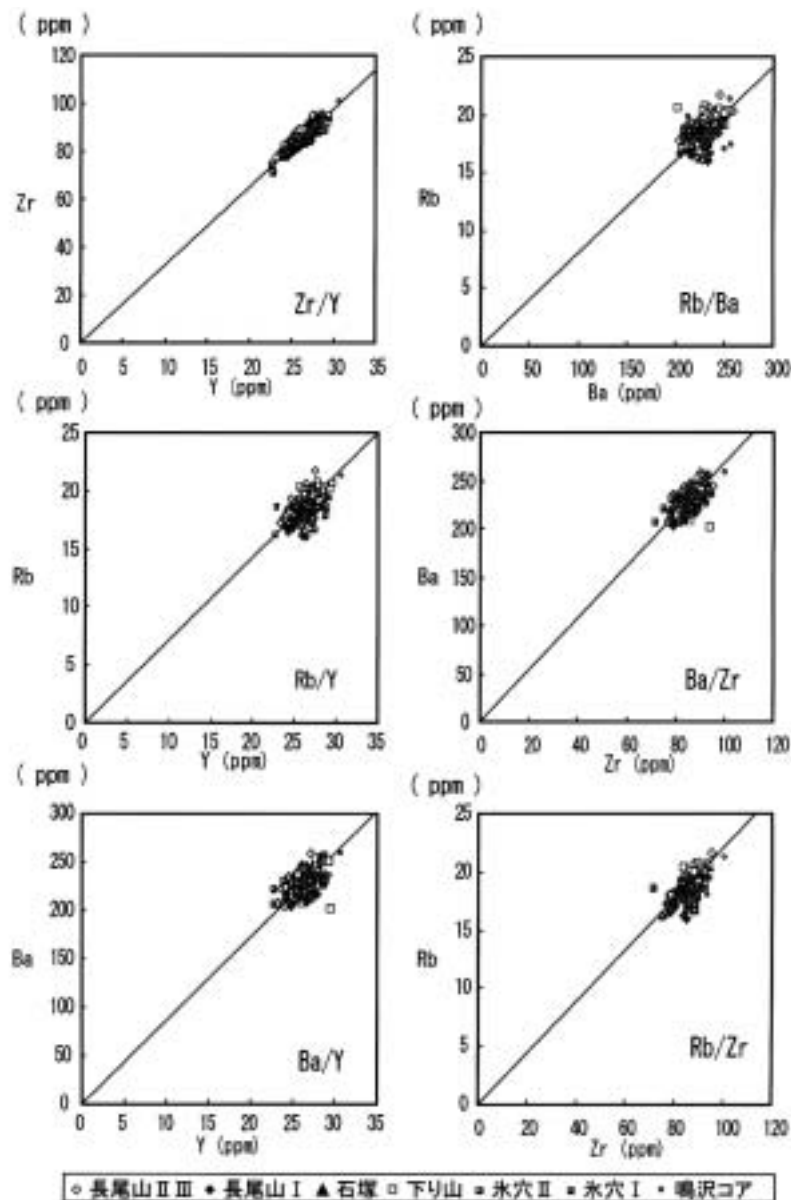 ( ppm )
120
100
80
60
40
20
0
Zr
Zr/Y
0 5 10 15 20 25 30 35
Y (ppm)
( ppm )
25
20
15
10
5
0
Rb
Rb/Ba
0 50 100 150 200 250 300
Ba (ppm)
( ppm )
25
20
15
10
5
0
Rb
Rb/Y
0 5 10 15 20 25 30 35
Y (ppm)
( ppm )
300
250
200
150
100
50
0
Ba
Ba/Zr
0 20 40 60 80 100 120
Zr (ppm)
( ppm )
300
250
200
150
100
50
0
Ba
Ba/Y
0 5 10 15 20 25 30 35
Y (ppm)
( ppm )
25
20
15
10
5
0
Rb
Rb/Zr
0 20 40 60 80 100 120
Zr (ppm)
長尾山ⅡⅢ 長尾山Ⅰ 石塚 下り山 氷穴Ⅱ 氷穴Ⅰ 鳴沢コア